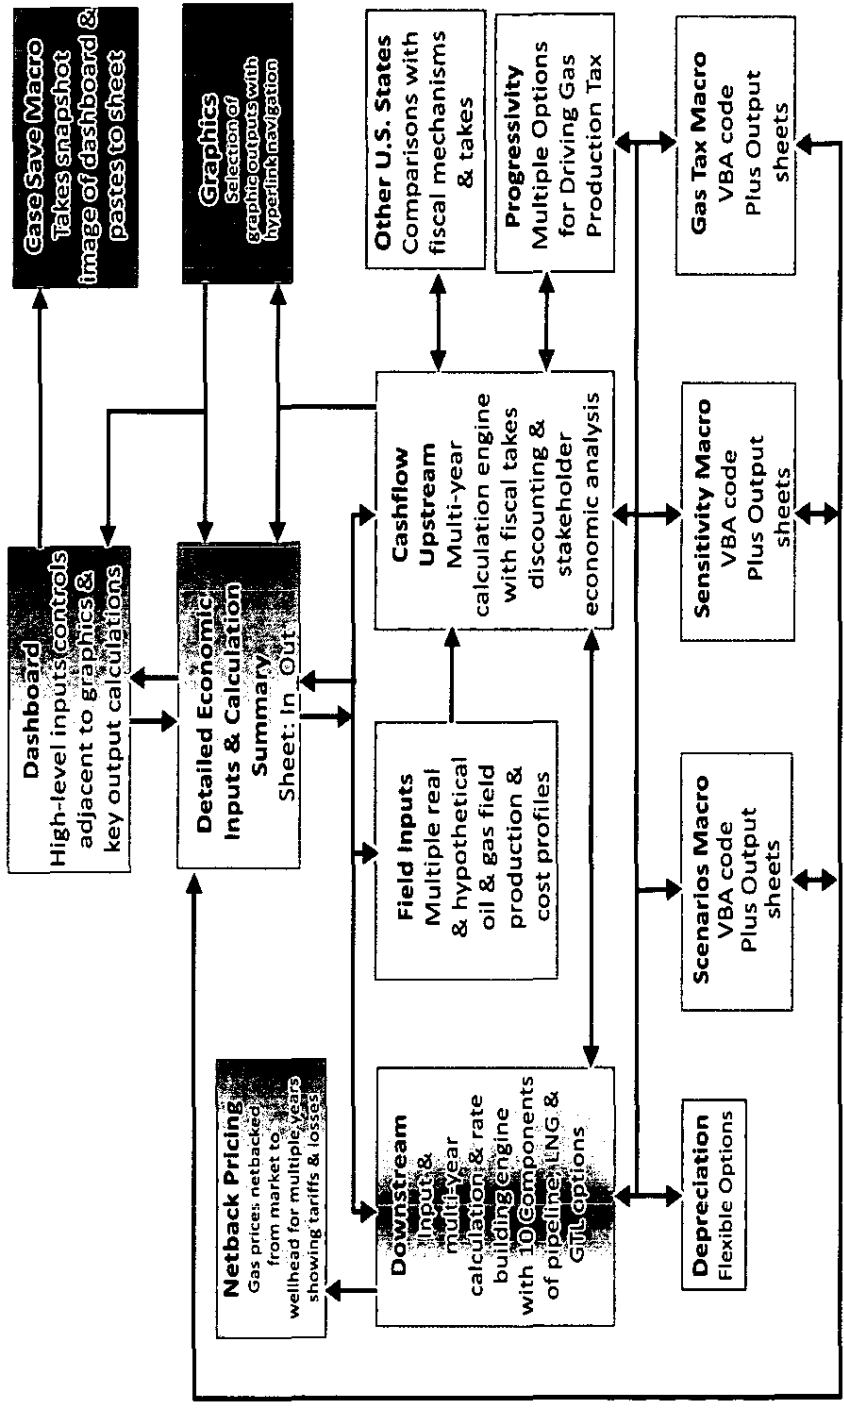 Dashboard
High-level inputs controls
adjacent to graphics &
key output calculations
Case Save Macro
Takes snapshot
image of dashboard &
pastes to sheet
Netback Pricing
Gas prices netbacked
from market to
wellhead for multiple years
showing tariffs & losses
Detailed Economic
Inputs & Calculation
Summary
Sheet: In Out
Graphics
Selection of
graphic outputs with
hyperlink navigation
Downstream
Input &
multi-year
calculation & rate
building engine
with 10 Components
of pipeline, LNG &
GTL options
Field Inputs
Multiple real
& hypothetical
oil & gas field
production &
cost profiles
Cashflow
Upstream
Multi-year
calculation engine
with fiscal takes
discounting &
stakeholder
economic analysis
Other U.S. States
Comparisons with
fiscal mechanisms
& takes
Progressivity
Multiple Options
for Driving Gas
Production Tax
Depreciation
Flexible Options
Scenarios Macro
VBA code
Plus Output
sheets
Sensitivity Macro
VBA code
Plus Output
sheets
Gas Tax Macro
VBA code
Plus Output
sheets